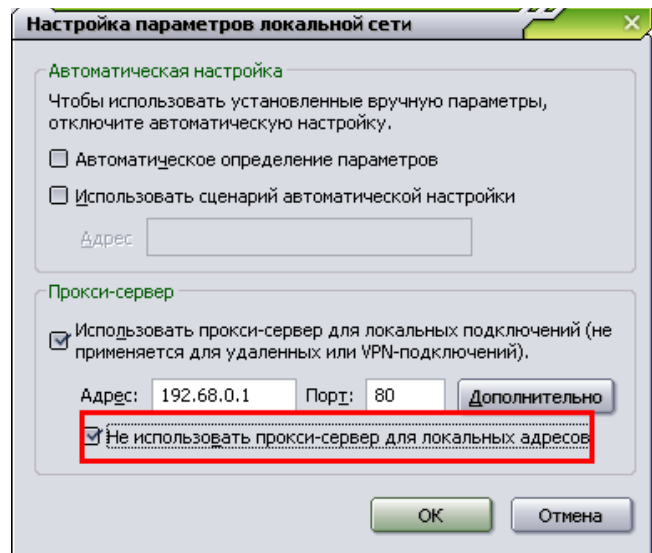 Настройка параметров локальной сети
Автоматическая настройка
Чтобы использовать установленные вручную параметры,
отключите автоматическую настройку.
Автоматическое определение параметров
Использовать сценарий автоматической настройки
Адрес
Прокси-сервер
Использовать прокси-сервер для локальных подключений (не
применяется для удаленных или VPN-подключений).
Адрес: 192.68.0.1 Порт: 80 Дополнительно
Не использовать прокси-сервер для локальных адресов
ОК Отмена